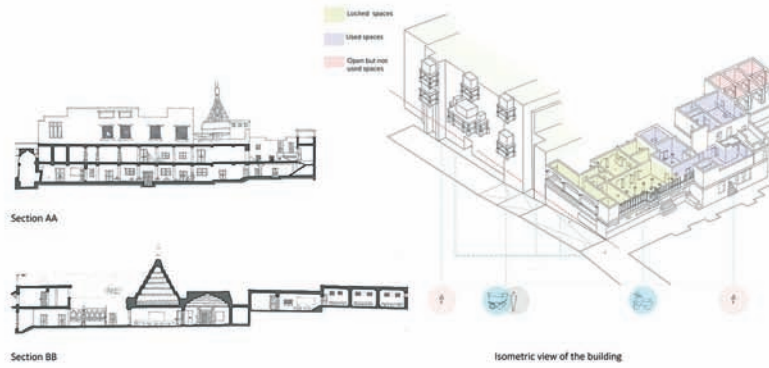 Locked spaces
Used spaces
Open but not
used spaces
Section AA
Section BB
Isometric view of the building